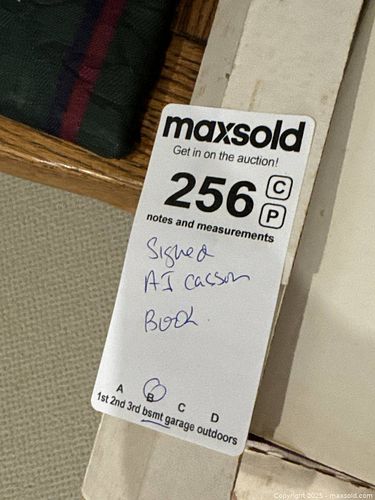 maxsold
Get in on the auction!
256 C
P
notes and measurements
Signed
AJ Casson
Book
A B C D
1st 2nd 3rd bsmt garage outdoors
Copyright 2025 - maxsold.com